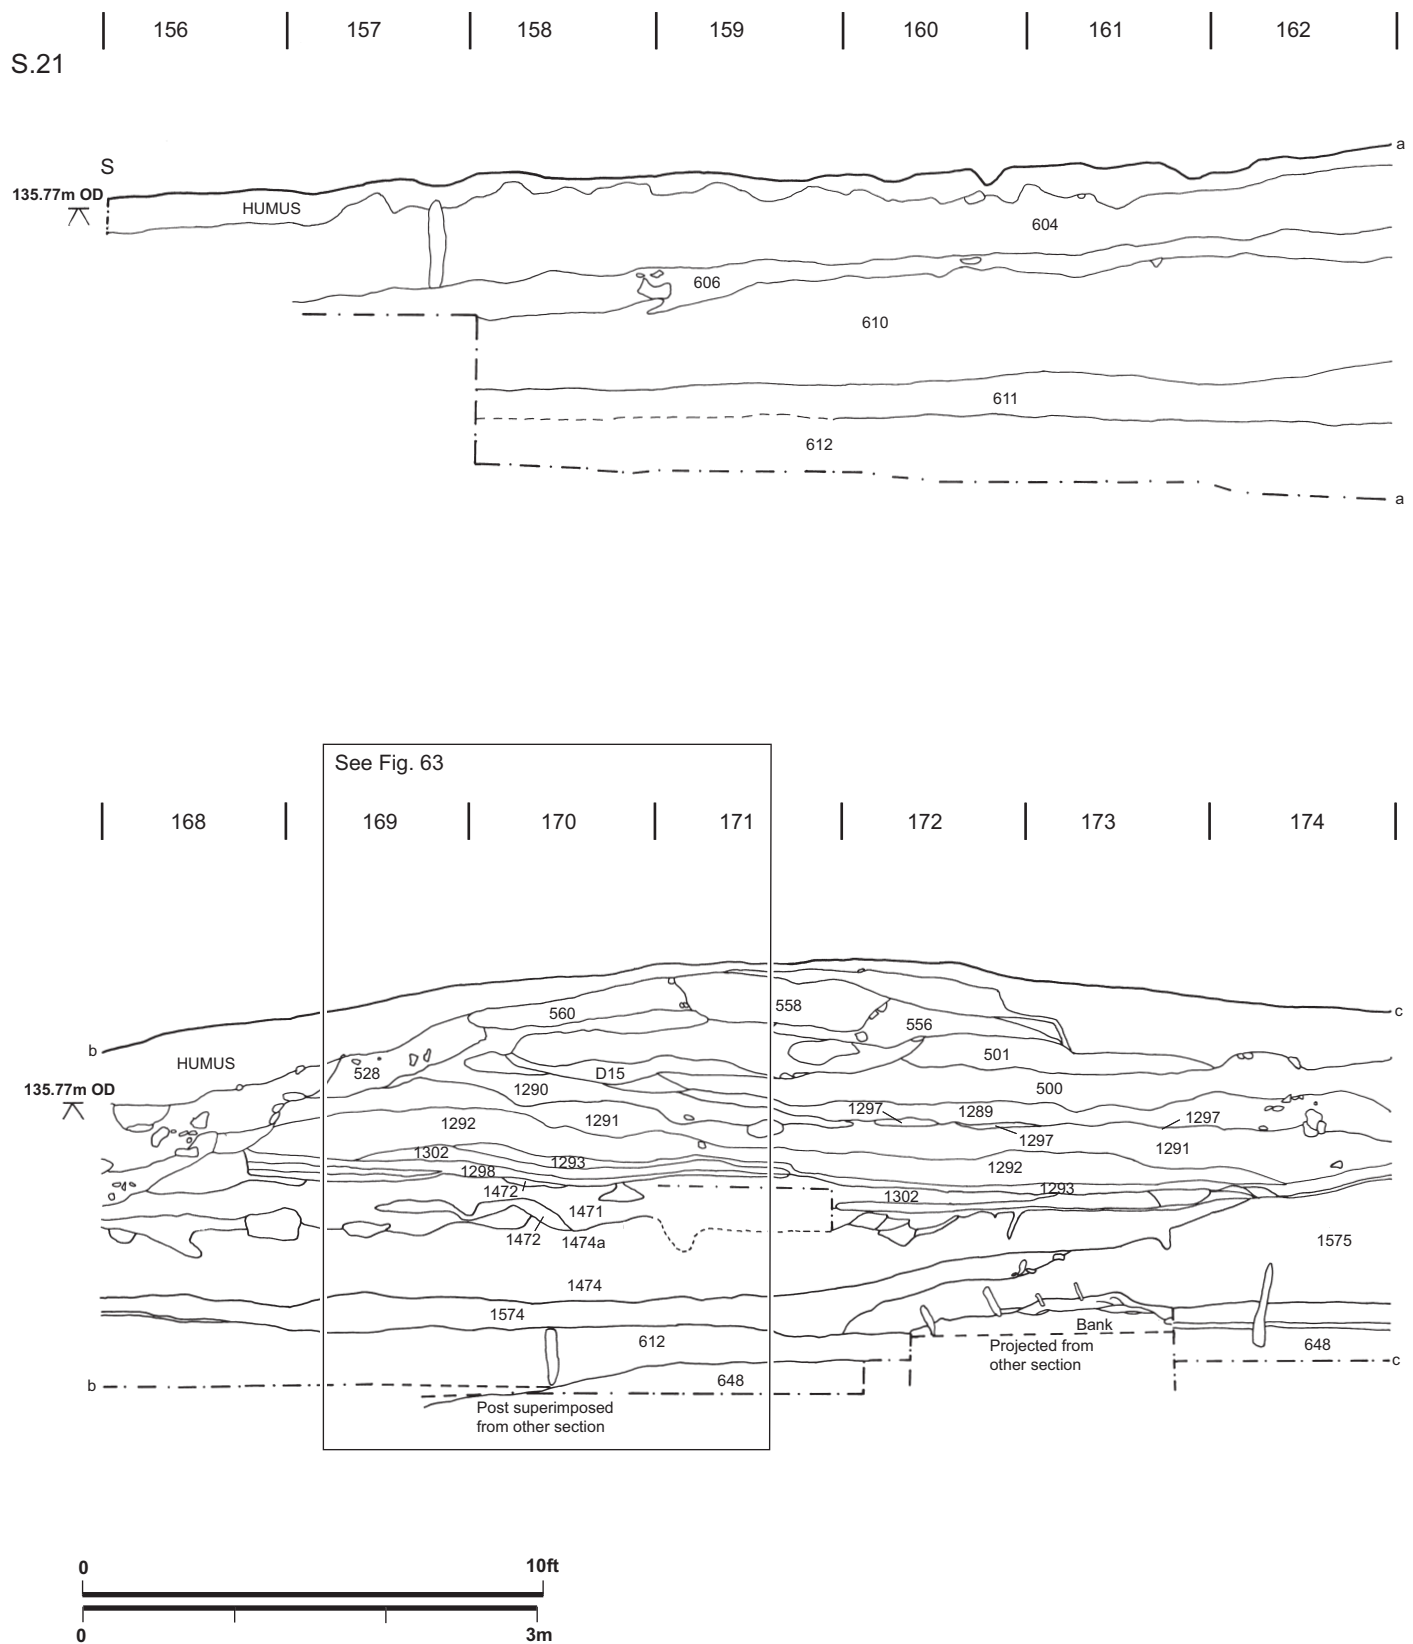 156 157 158 159 160 161 162
S.21
a
S
135.77m OD
HUMUS
604
606
610
611
612
a
See Fig. 63
168 169 170 171 172 173 174
b
HUMUS
135.77m OD
560
558
556
501
c
528
D15
1290
500
1292
1291
1297
1289
1297
1297
1291
1302
1293
1298
1292
1472
1302
1293
1471
1472
1474a
1575
1474
1574
612
Bank
648
Projected from
other section
b
648
c
Post superimposed
from other section
0 10ft
0 3m